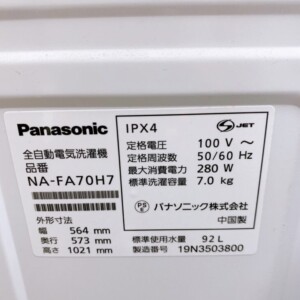 Panasonic
全自動電気洗濯機
品番
NA-FA70H7
外形寸法
幅 564 mm
奥行 573 mm
高さ 1021 mm
IPX4
S JET
定格電圧 100 V ～
定格周波数 50/60 Hz
最大消費電力 280 W
標準洗濯容量 7.0 kg
PS E パナソニック株式会社
中国製
標準使用水量 92 L
製造番号 19N3503800